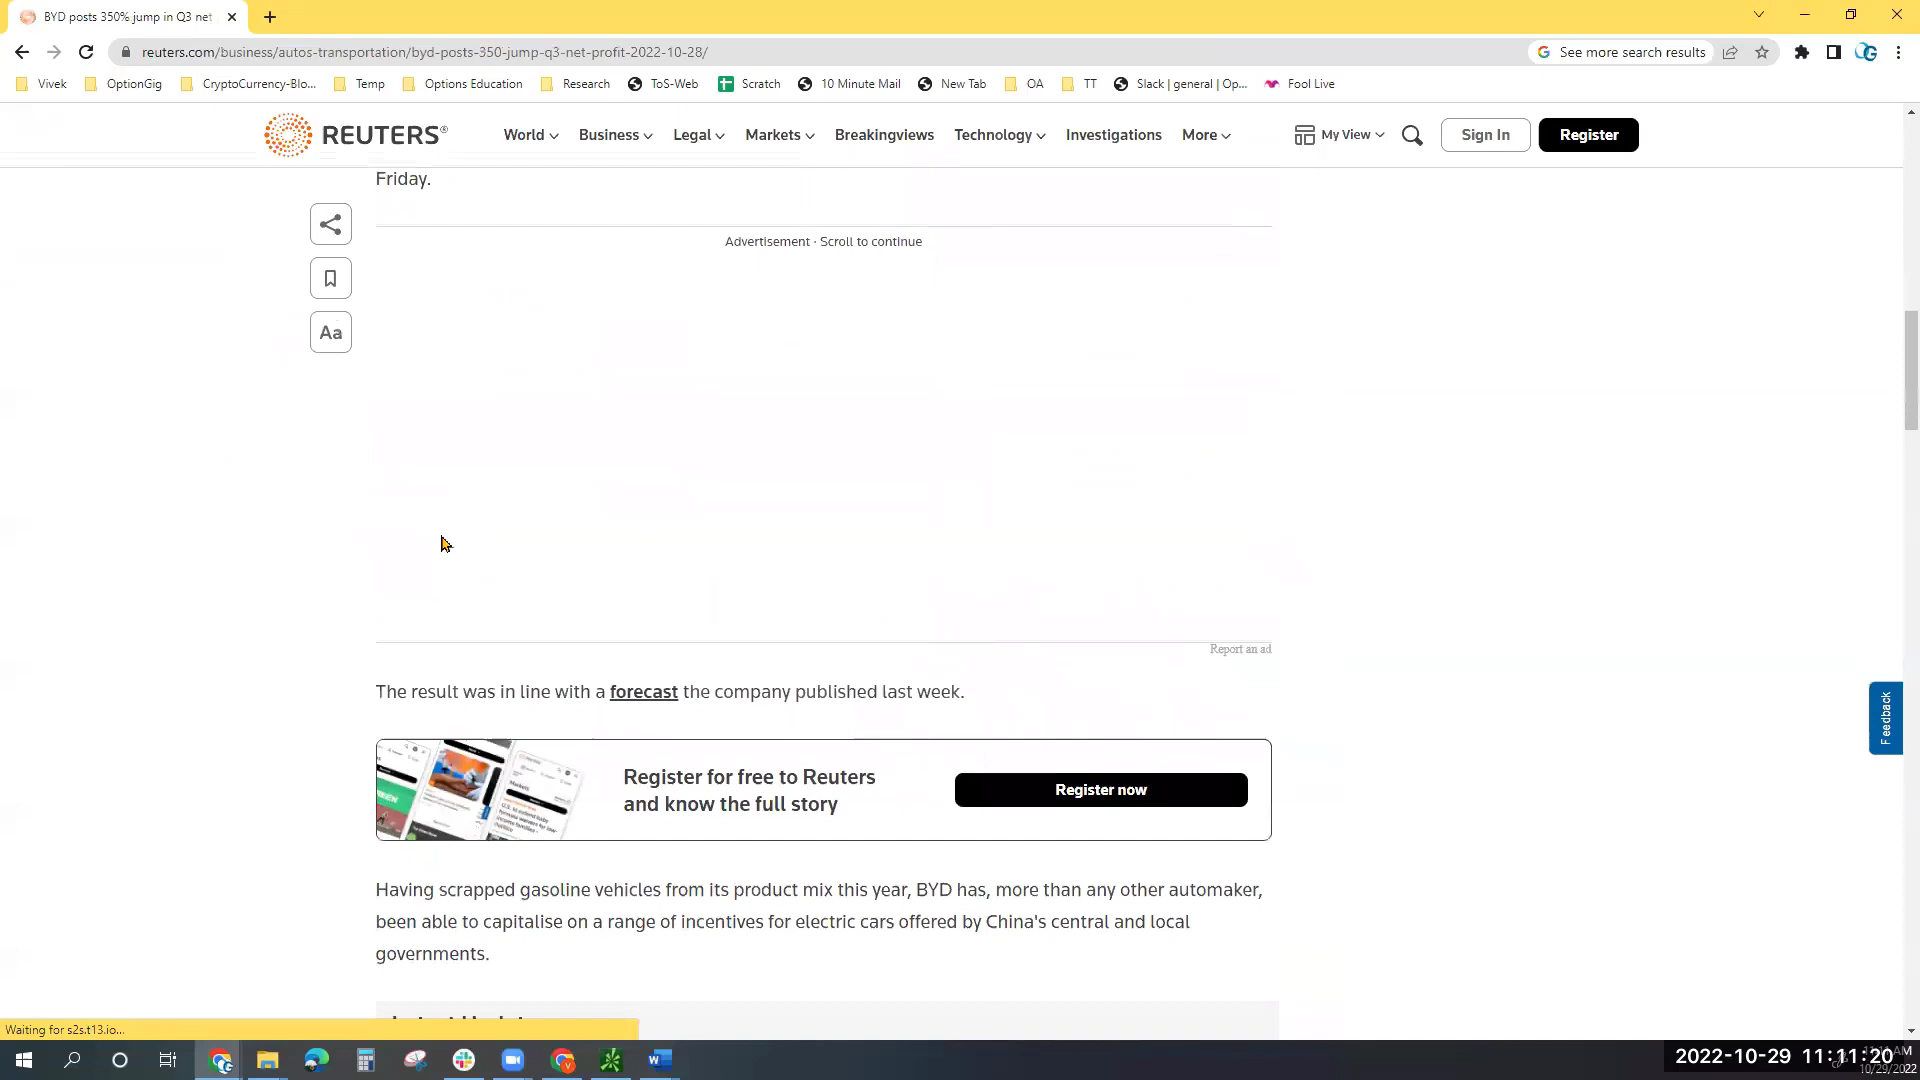 BYD posts 350% jump in Q3 net
reuters.com/business/autos-transportation/byd-posts-350-jump-q3-net-profit-2022-10-28/
See more search results
Vivek
OptionGig
CryptoCurrency-Blo...
Temp
Options Education
Research
ToS-Web
Scratch
10 Minute Mail
New Tab
OA
TT
Slack | general | Op...
Fool Live
REUTERS®
World
Business
Legal
Markets
Breakingviews
Technology
Investigations
More
My View
Sign In
Register
Friday.
Advertisement · Scroll to continue
Aa
Report an ad
The result was in line with a forecast the company published last week.
Feedback
Register for free to Reuters
and know the full story
Register now
Having scrapped gasoline vehicles from its product mix this year, BYD has, more than any other automaker,
been able to capitalise on a range of incentives for electric cars offered by China's central and local
governments.
Waiting for s2s.t13.io...
2022-10-29 11:11:20
11:11 AM
10/29/2022